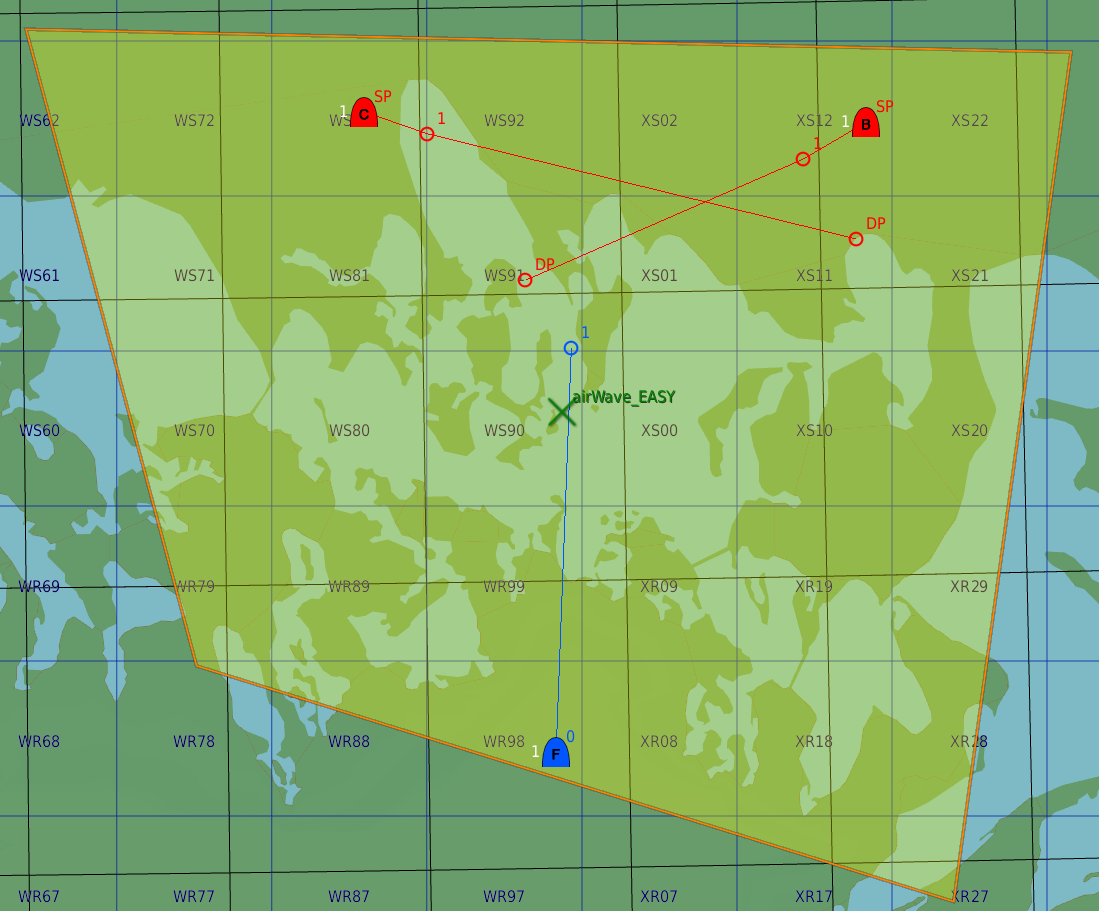 SP
1 C 1
SP
1 B
1
WS62 WS72 WS92 XS02 XS12 XS22
DP
DP
WS61 WS71 WS81 WS91 XS01 XS11 XS21
1
airWave_EASY
WS60 WS70 WS80 WS90 XS00 XS10 XS20
WR69 WR79 WR89 WR99 XR09 XR19 XR29
0
WR68 WR78 WR88 WR98 XR08 XR18 XR28
1 F
WR67 WR77 WR87 WR97 XR07 XR17 XR27